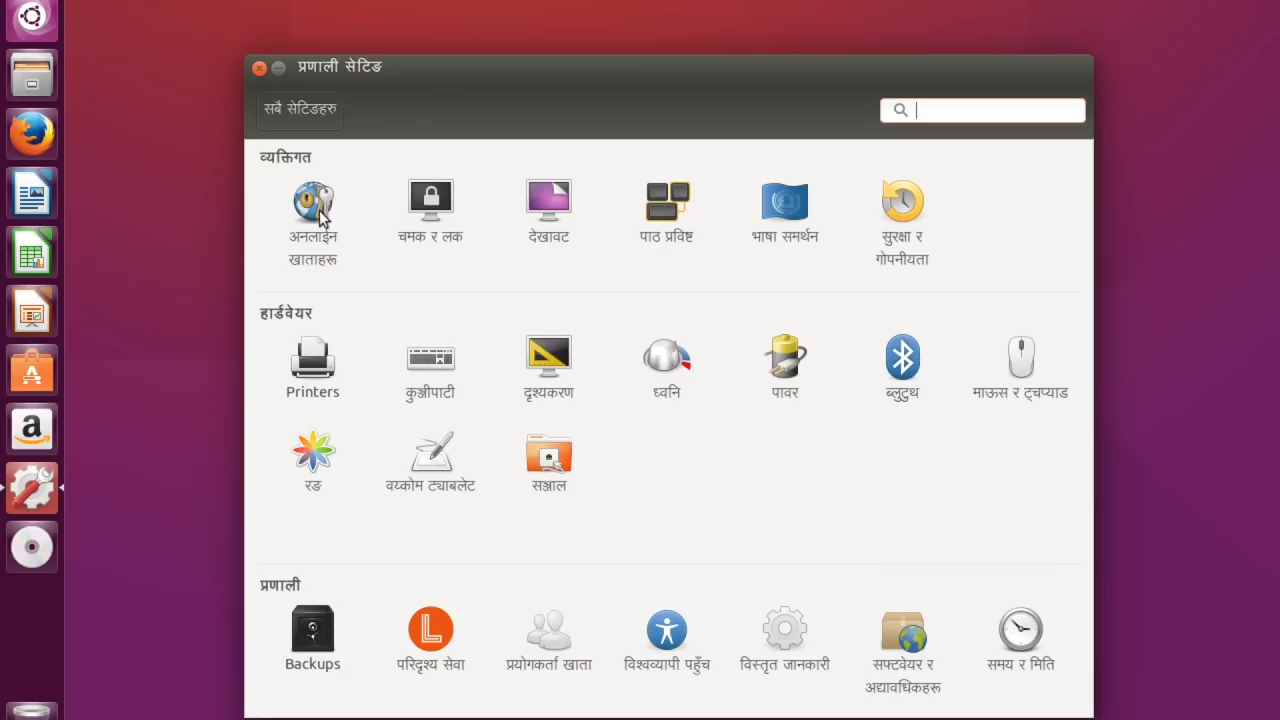 प्रणाली सेटिङ
सबै सेटिङहरु
व्यक्तिगत
अनलाईन खाताहरू
चमक र लक
देखावट
पाठ प्रविष्ट
भाषा समर्थन
सुरक्षा र गोपनीयता
हार्डवेयर
Printers
कुञ्जीपाटी
दृश्यकरण
ध्वनि
पावर
ब्लुटुथ
माऊस र ट्चप्याड
रङ
वय्कोम ट्याबलेट
सञ्जाल
प्रणाली
Backups
परिदृश्य सेवा
प्रयोगकर्ता खाता
विश्वव्यापी पहुँच
विस्तृत जानकारी
सफ्टवेयर र अद्यावधिकहरू
समय र मिति